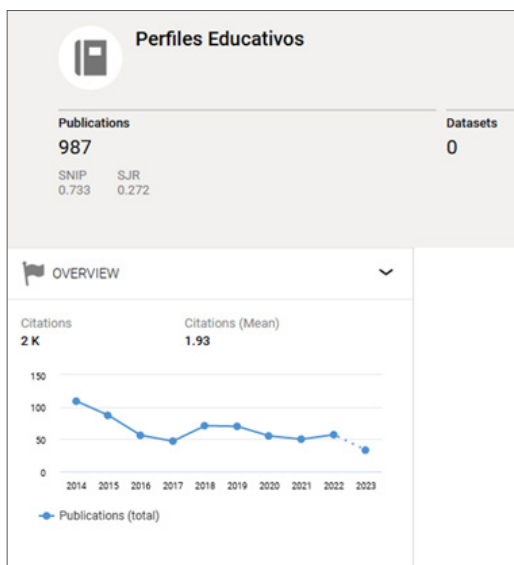 Perfiles Educativos
Publications
987
SNIP SJR
0.733 0.272
Datasets
0
OVERVIEW
Citations Citations (Mean)
2 K 1.93
150
100
50
0
2014 2015 2016 2017 2018 2019 2020 2021 2022 2023
Publications (total)